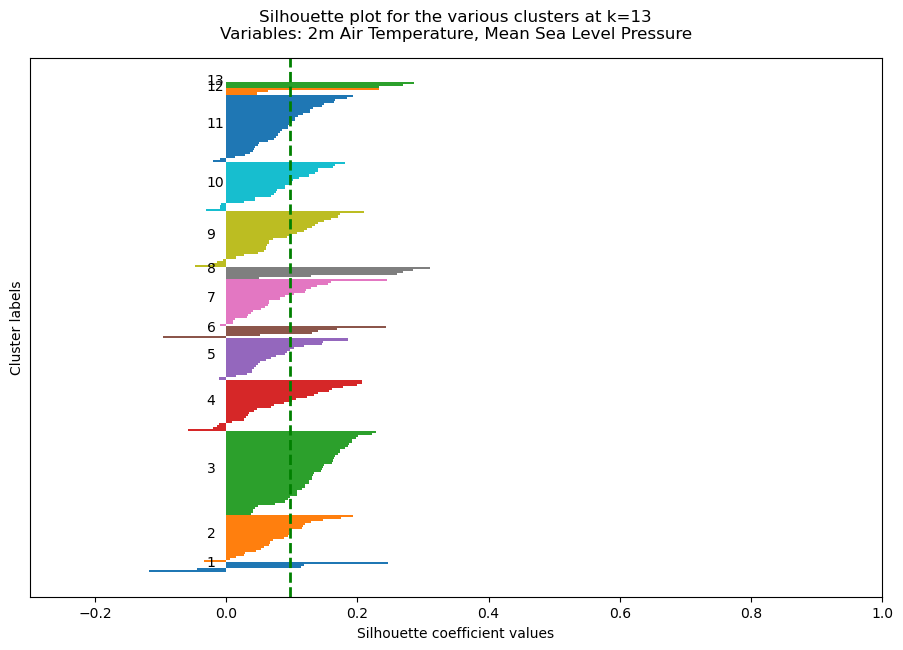 Silhouette plot for the various clusters at k=13
Variables: 2m Air Temperature, Mean Sea Level Pressure
13
12
11
10
9
8
7
6
5
4
3
2
1
Cluster labels
−0.2 0.0 0.2 0.4 0.6 0.8 1.0
Silhouette coefficient values